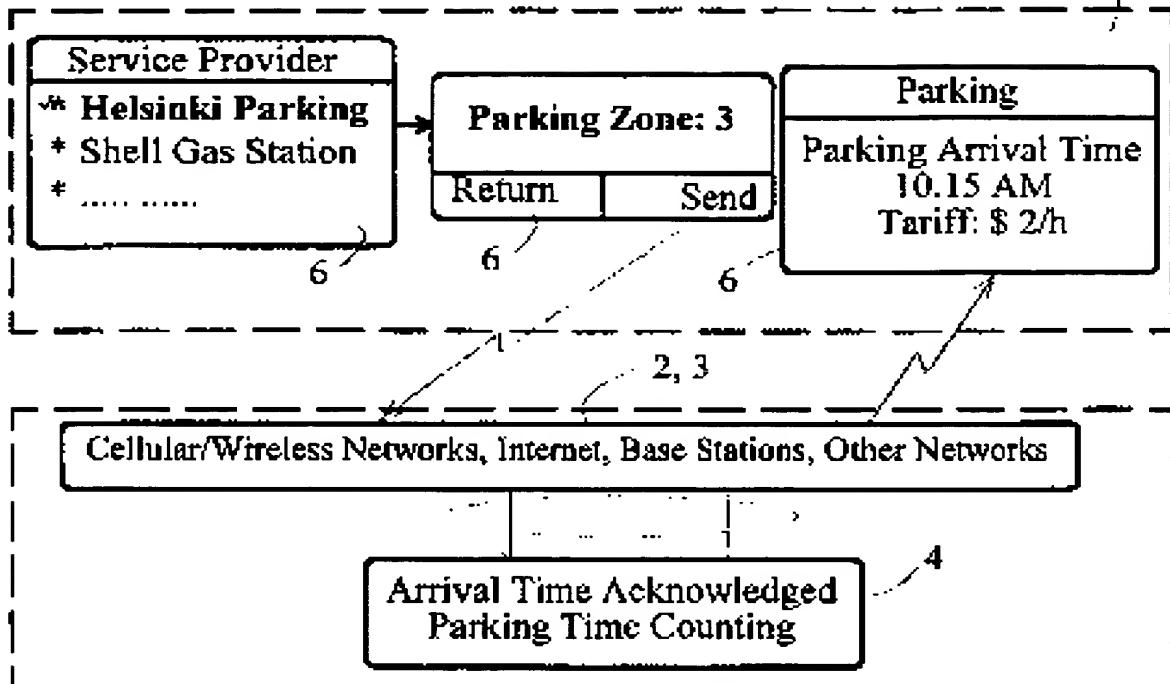 Service Provider
* Helsinki Parking
* Shell Gas Station
* ..... ......
6
Parking Zone: 3
Return Send
6
Parking
Parking Arrival Time
10.15 AM
Tariff: $ 2/h
6
2, 3
Cellular/Wireless Networks, Internet, Base Stations, Other Networks
Arrival Time Acknowledged
Parking Time Counting
4